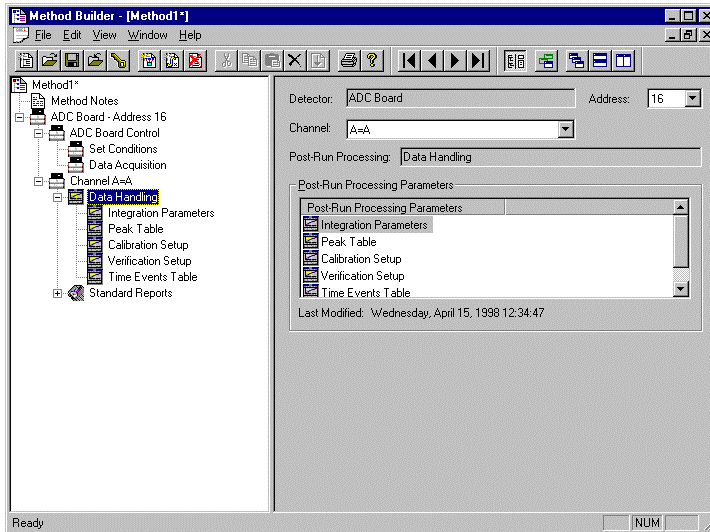 Method Builder - [Method1*]
File Edit View Window Help
Method1*
Method Notes
ADC Board - Address 16
ADC Board Control
Set Conditions
Data Acquisition
Channel A=A
Data Handling
Integration Parameters
Peak Table
Calibration Setup
Verification Setup
Time Events Table
Standard Reports
Detector: ADC Board Address: 16
Channel: A=A
Post-Run Processing: Data Handling
Post-Run Processing Parameters
Post-Run Processing Parameters
Integration Parameters
Peak Table
Calibration Setup
Verification Setup
Time Events Table
Last Modified: Wednesday, April 15, 1998 12:34:47
Ready NUM